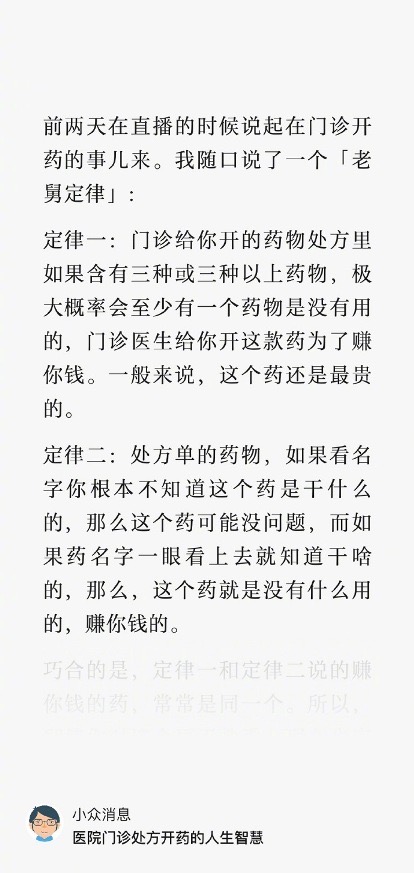 前两天在直播的时候说起在门诊开
药的事儿来。我随口说了一个「老
舅定律」:
定律一：门诊给你开的药物处方里
如果含有三种或三种以上药物，极
大概率会至少有一个药物是没有用
的，门诊医生给你开这款药为了赚
你钱。一般来说，这个药还是最贵
的。
定律二：处方单的药物，如果看名
字你根本不知道这个药是干什么
的，那么这个药可能没问题，而如
果药名字一眼看上去就知道干啥
的，那么，这个药就是没有什么用
的，赚你钱的。
巧合的是，定律一和定律二说的赚
你钱的药，常常是同一个。所以，
小众消息
医院门诊处方开药的人生智慧